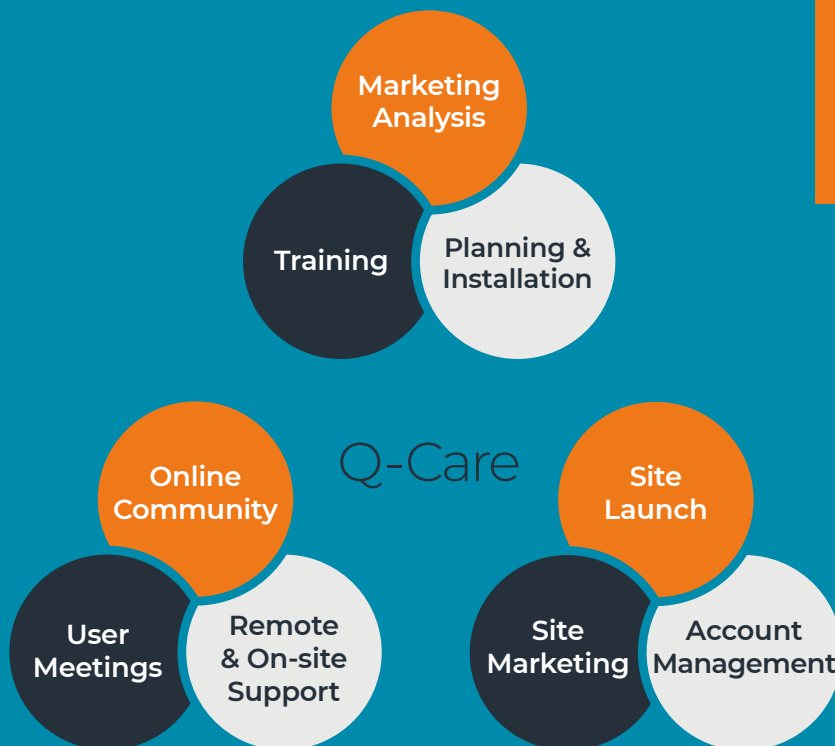 Marketing
Analysis
Training
Planning &
Installation
Q-Care
Online
Community
User
Meetings
Remote
& On-site
Support
Site
Launch
Site
Marketing
Account
Management